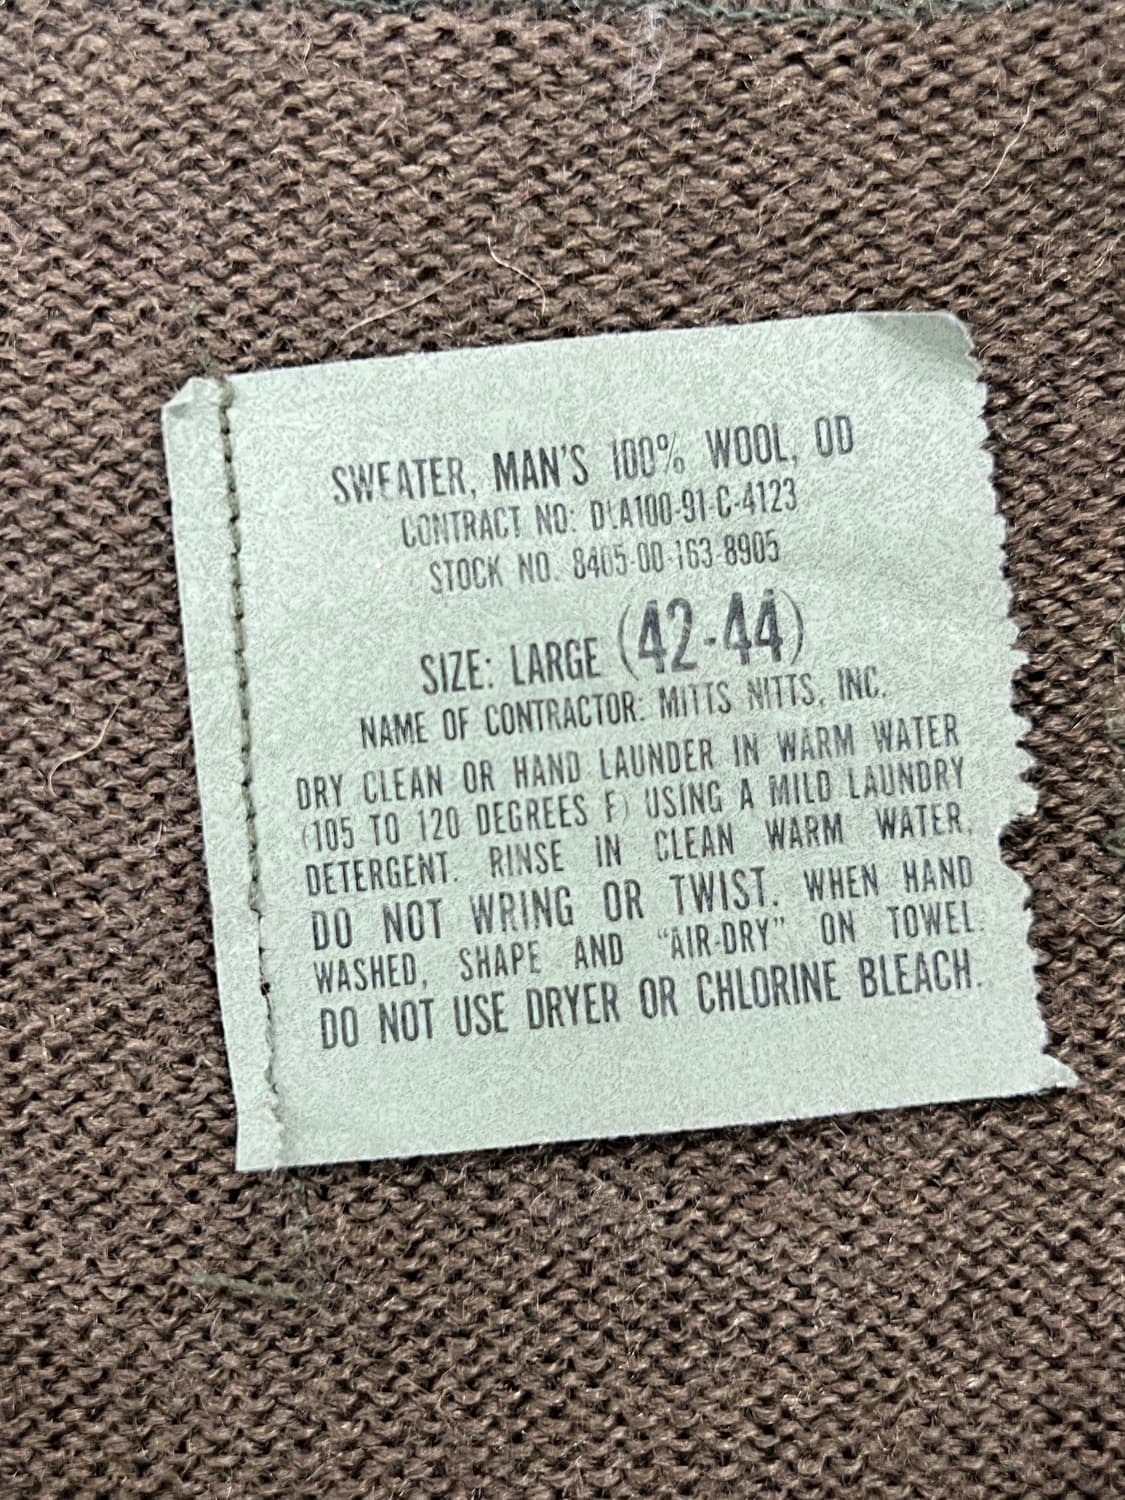 SWEATER, MAN'S 100% WOOL, OD
CONTRACT NO: DLA100-91-C-4123
STOCK NO. 8405-00-163-8905
SIZE: LARGE (42-44)
NAME OF CONTRACTOR: MITTS NITTS, INC.
DRY CLEAN OR HAND LAUNDER IN WARM WATER
(105 TO 120 DEGREES F) USING A MILD LAUNDRY
DETERGENT. RINSE IN CLEAN WARM WATER.
DO NOT WRING OR TWIST. WHEN HAND
WASHED, SHAPE AND "AIR-DRY" ON TOWEL.
DO NOT USE DRYER OR CHLORINE BLEACH.